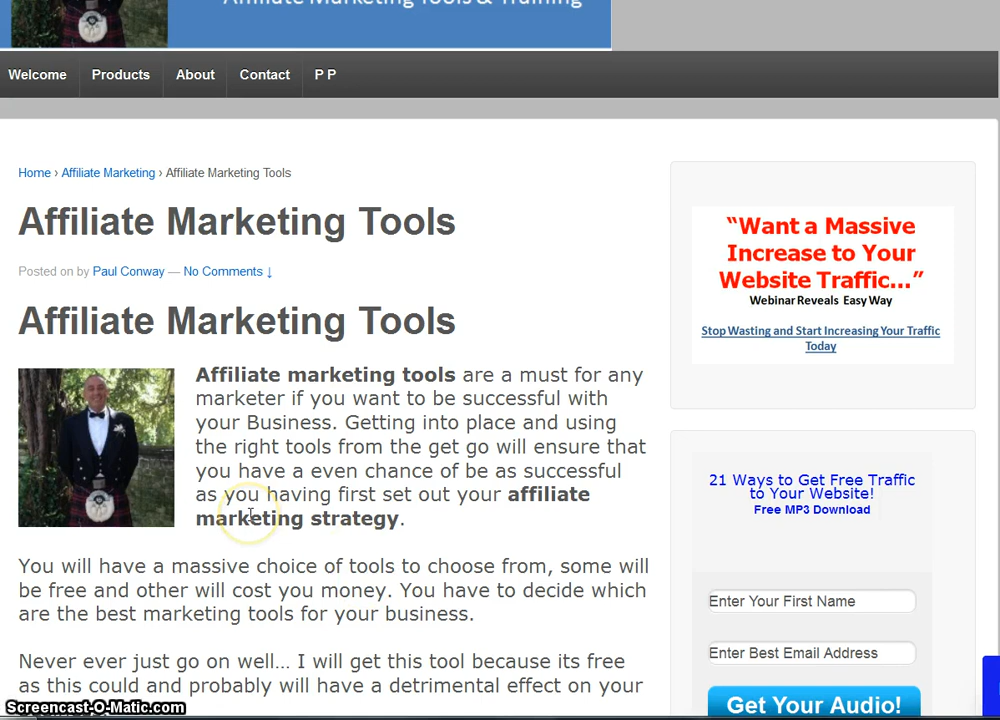 Affiliate Marketing Tools & Training
Welcome Products About Contact P P
Home › Affiliate Marketing › Affiliate Marketing Tools
Affiliate Marketing Tools
Posted on by Paul Conway — No Comments ↓
Affiliate Marketing Tools
Affiliate marketing tools are a must for any
marketer if you want to be successful with
your Business. Getting into place and using
the right tools from the get go will ensure that
you have a even chance of be as successful
as you having first set out your affiliate
marketing strategy.
You will have a massive choice of tools to choose from, some will
be free and other will cost you money. You have to decide which
are the best marketing tools for your business.
Never ever just go on well... I will get this tool because its free
as this could and probably will have a detrimental effect on your
“Want a Massive
Increase to Your
Website Traffic...”
Webinar Reveals Easy Way
Stop Wasting and Start Increasing Your Traffic
Today
21 Ways to Get Free Traffic
to Your Website!
Free MP3 Download
Enter Your First Name
Enter Best Email Address
Get Your Audio!
Screencast-O-Matic.com